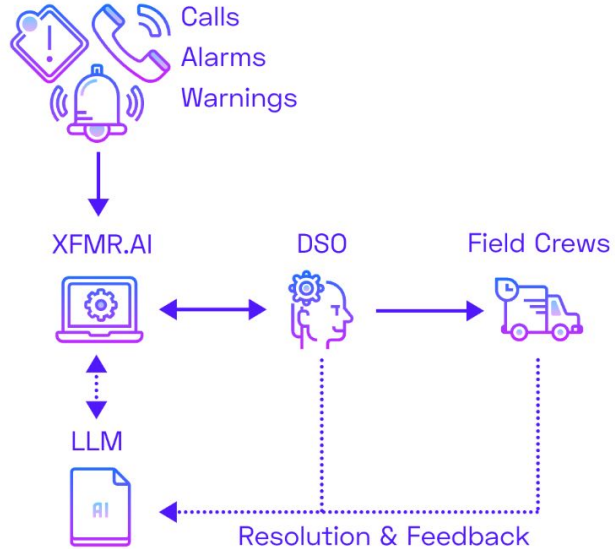 Calls
Alarms
Warnings
XFMR.AI
DSO
Field Crews
LLM
AI
Resolution & Feedback